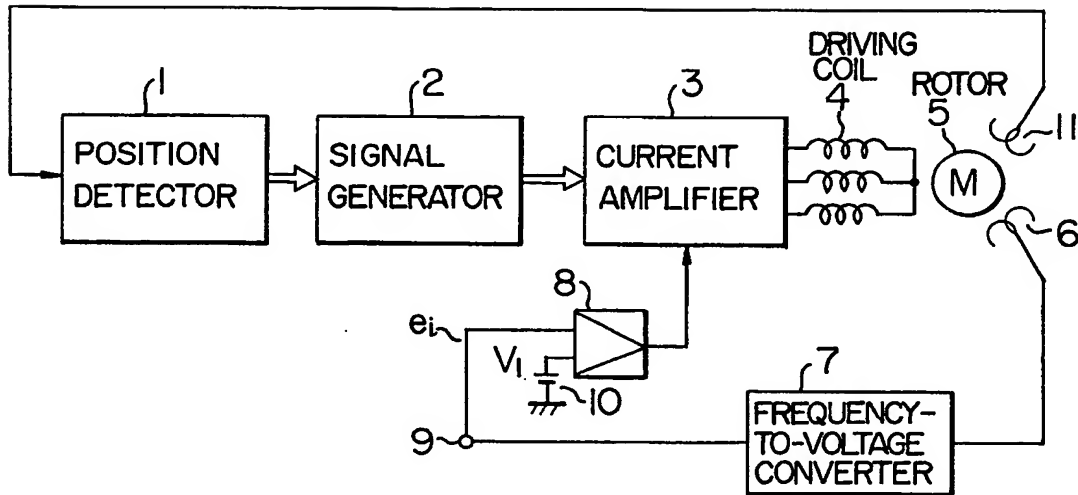 DRIVING
COIL
4
ROTOR
5
11
1
POSITION
DETECTOR
2
SIGNAL
GENERATOR
3
CURRENT
AMPLIFIER
M
6
8
ei
V1
10
9
7
FREQUENCY-
TO-VOLTAGE
CONVERTER